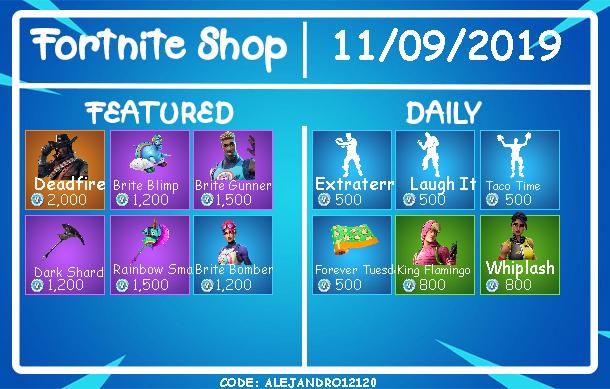 Fortnite Shop
11/09/2019
FEATURED
DAILY
Deadfire
2,000
Brite Blimp
1,200
Brite Gunner
1,500
Extraterr
500
Laugh It
500
Taco Time
500
Dark Shard
1,200
Rainbow Sma
1,500
Brite Bomber
1,200
Forever Tuesd
500
King Flamingo
800
Whiplash
800
CODE: ALEJANDRO12120